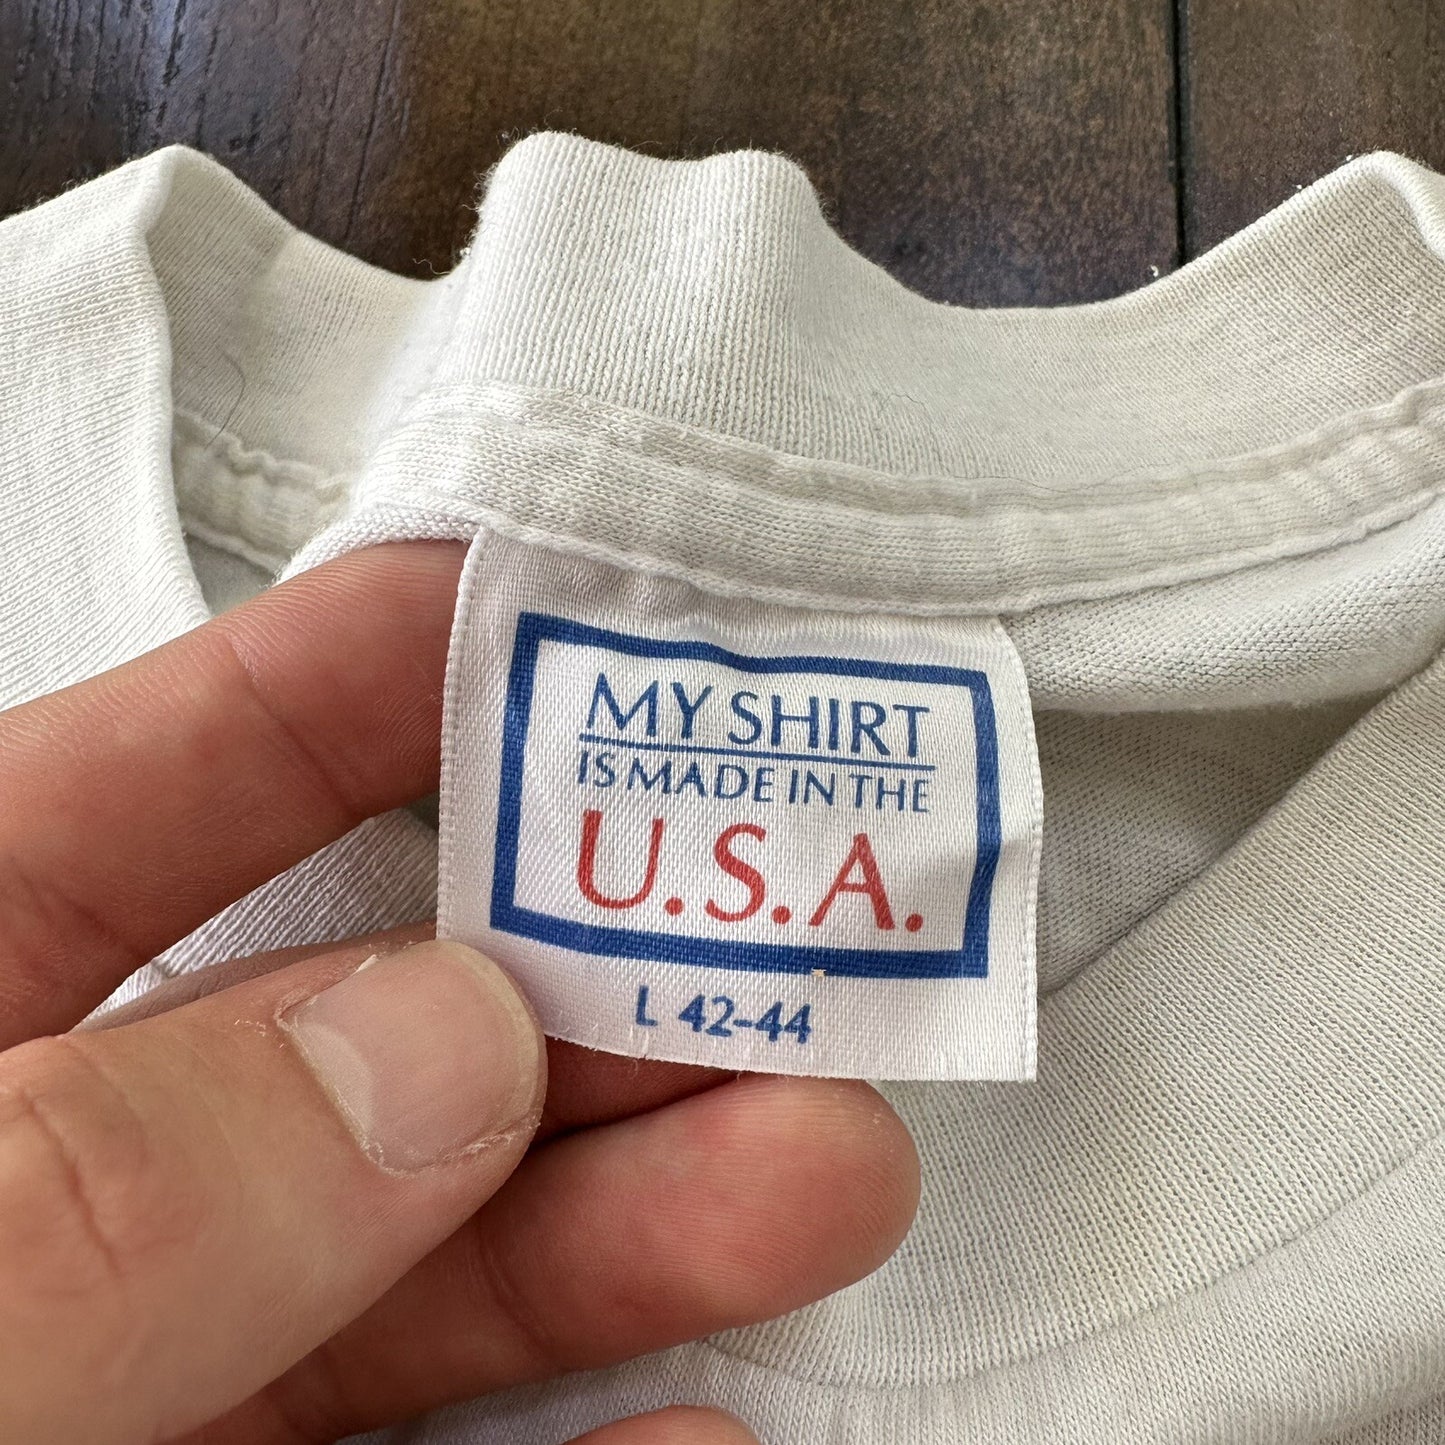 MY SHIRT
IS MADE IN THE
U.S.A.
L 42-44